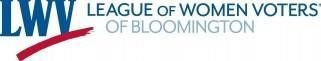 LWV LEAGUE OF WOMEN VOTERS®
OF BLOOMINGTON